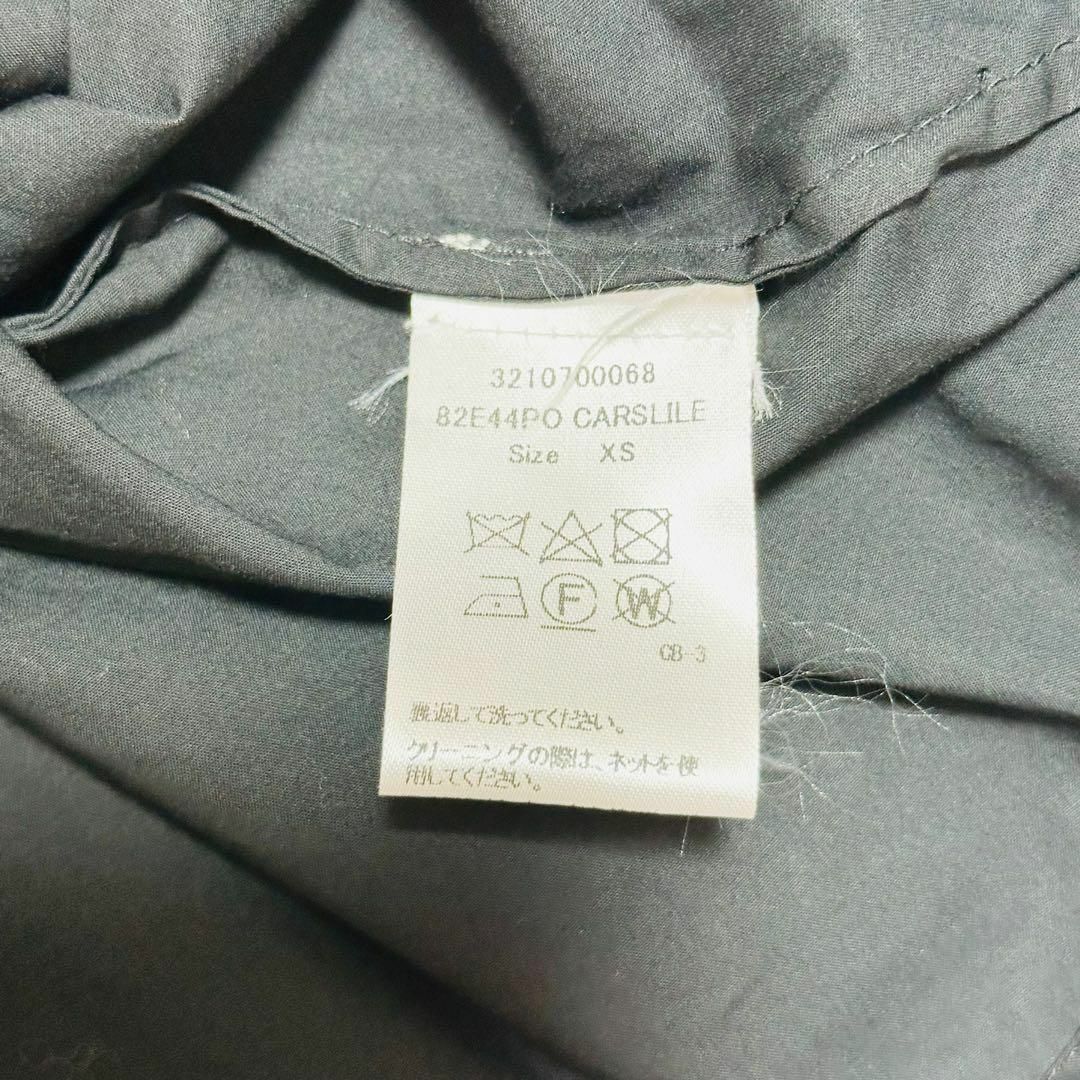 3210700068
82E44PO CARSLILE
Size XS
F W
CB-3
裏返して洗ってください。
クリーニングの際は、ネットを使
用してください。